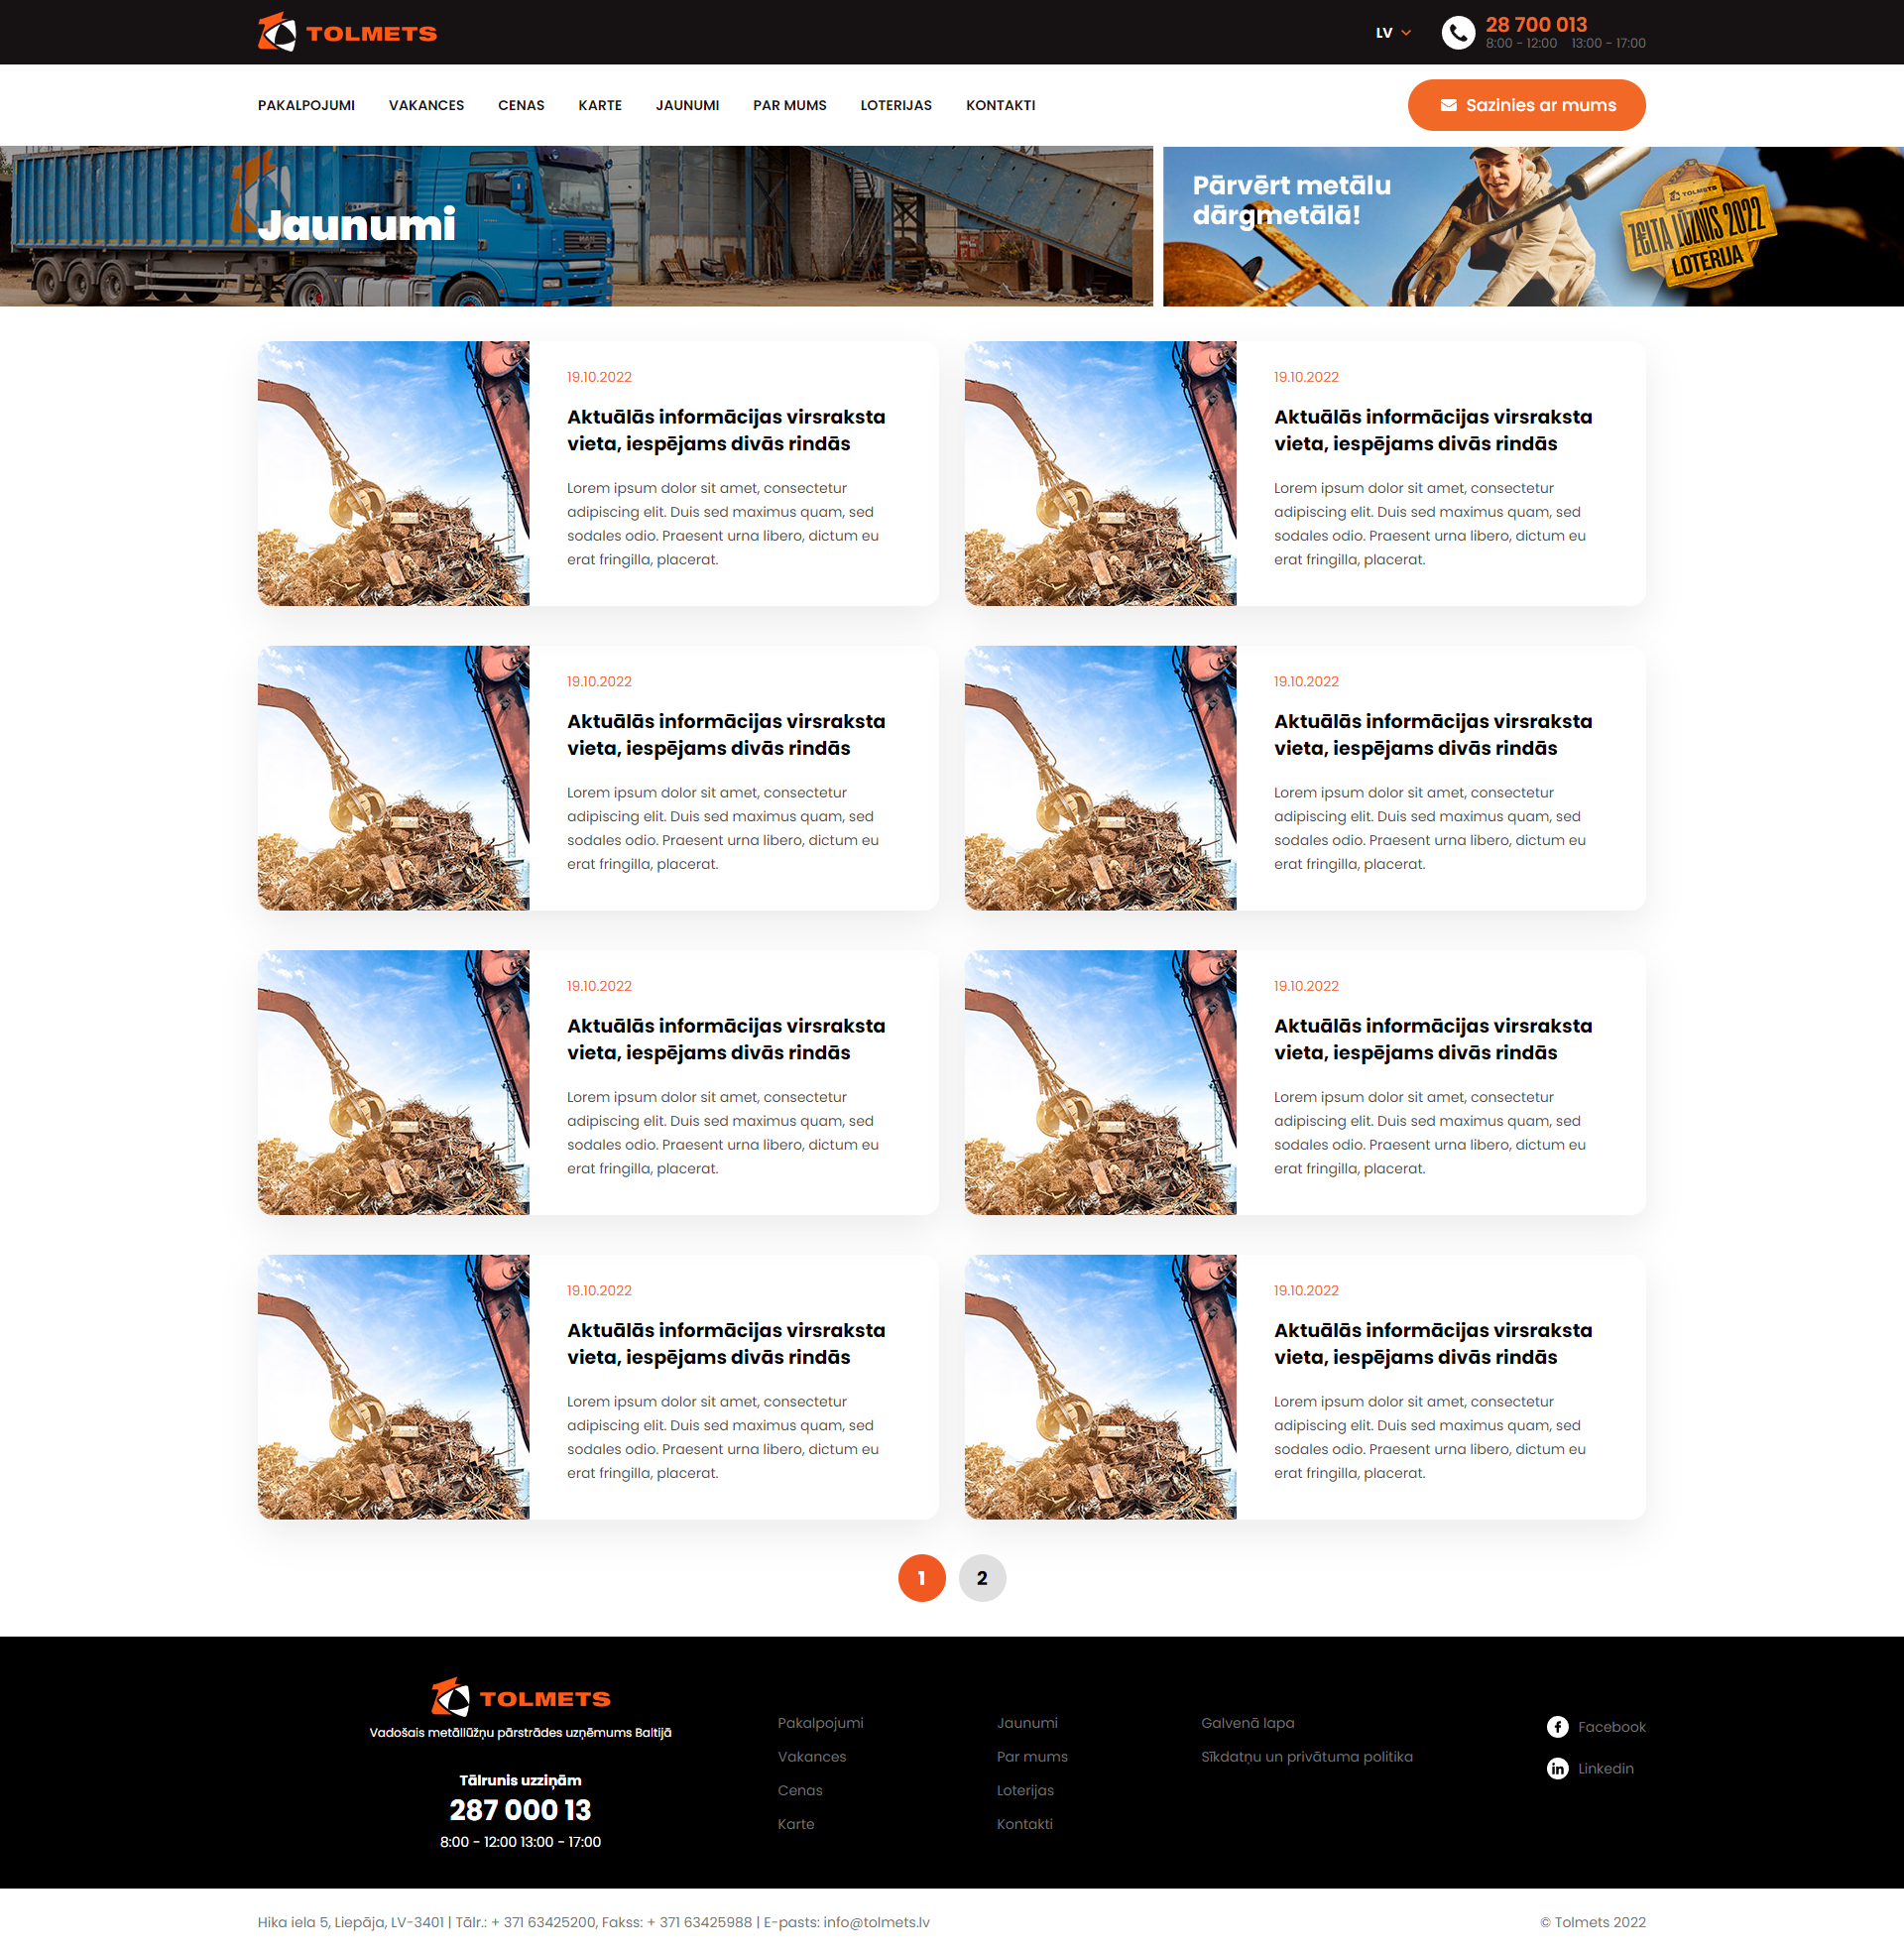 TOLMETS
LV
28 700 013
8:00 - 12:00 13:00 - 17:00
PAKALPOJUMI VAKANCES CENAS KARTE JAUNUMI PAR MUMS LOTERIJAS KONTAKTI
Sazinies ar mums
Jaunumi
Pārvērt metālu
dārgmetālā!
TOLMETS
ZELTA LŪZNIS 2022
LOTERIJA
19.10.2022
Aktuālās informācijas virsraksta
vieta, iespējams divās rindās
Lorem ipsum dolor sit amet, consectetur
adipiscing elit. Duis sed maximus quam, sed
sodales odio. Praesent urna libero, dictum eu
erat fringilla, placerat.
19.10.2022
Aktuālās informācijas virsraksta
vieta, iespējams divās rindās
Lorem ipsum dolor sit amet, consectetur
adipiscing elit. Duis sed maximus quam, sed
sodales odio. Praesent urna libero, dictum eu
erat fringilla, placerat.
19.10.2022
Aktuālās informācijas virsraksta
vieta, iespējams divās rindās
Lorem ipsum dolor sit amet, consectetur
adipiscing elit. Duis sed maximus quam, sed
sodales odio. Praesent urna libero, dictum eu
erat fringilla, placerat.
19.10.2022
Aktuālās informācijas virsraksta
vieta, iespējams divās rindās
Lorem ipsum dolor sit amet, consectetur
adipiscing elit. Duis sed maximus quam, sed
sodales odio. Praesent urna libero, dictum eu
erat fringilla, placerat.
19.10.2022
Aktuālās informācijas virsraksta
vieta, iespējams divās rindās
Lorem ipsum dolor sit amet, consectetur
adipiscing elit. Duis sed maximus quam, sed
sodales odio. Praesent urna libero, dictum eu
erat fringilla, placerat.
19.10.2022
Aktuālās informācijas virsraksta
vieta, iespējams divās rindās
Lorem ipsum dolor sit amet, consectetur
adipiscing elit. Duis sed maximus quam, sed
sodales odio. Praesent urna libero, dictum eu
erat fringilla, placerat.
19.10.2022
Aktuālās informācijas virsraksta
vieta, iespējams divās rindās
Lorem ipsum dolor sit amet, consectetur
adipiscing elit. Duis sed maximus quam, sed
sodales odio. Praesent urna libero, dictum eu
erat fringilla, placerat.
19.10.2022
Aktuālās informācijas virsraksta
vieta, iespējams divās rindās
Lorem ipsum dolor sit amet, consectetur
adipiscing elit. Duis sed maximus quam, sed
sodales odio. Praesent urna libero, dictum eu
erat fringilla, placerat.
1 2
TOLMETS
Vadošais metāllūžņu pārstrādes uzņēmums Baltijā
Tālrunis uzziņām
287 000 13
8:00 - 12:00 13:00 - 17:00
Pakalpojumi
Vakances
Cenas
Karte
Jaunumi
Par mums
Loterijas
Kontakti
Galvenā lapa
Sīkdatņu un privātuma politika
Facebook
Linkedin
Hika iela 5, Liepāja, LV-3401 | Tālr.: + 371 63425200, Fakss: + 371 63425988 | E-pasts: info@tolmets.lv
© Tolmets 2022